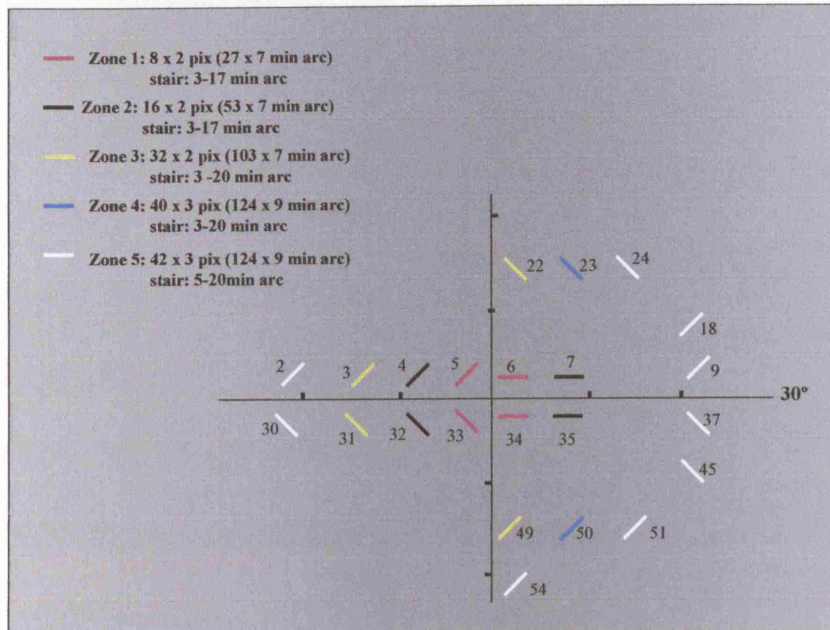 Zone 1: 8 x 2 pix (27 x 7 min arc)
stair: 3-17 min arc
Zone 2: 16 x 2 pix (53 x 7 min arc)
stair: 3-17 min arc
Zone 3: 32 x 2 pix (103 x 7 min arc)
stair: 3 -20 min arc
Zone 4: 40 x 3 pix (124 x 9 min arc)
stair: 3-20 min arc
Zone 5: 42 x 3 pix (124 x 9 min arc)
stair: 5-20min arc
22 23 24
18
2 3 4 5 6 7 9
30º
30 31 32 33 34 35 37
45
49 50 51
54